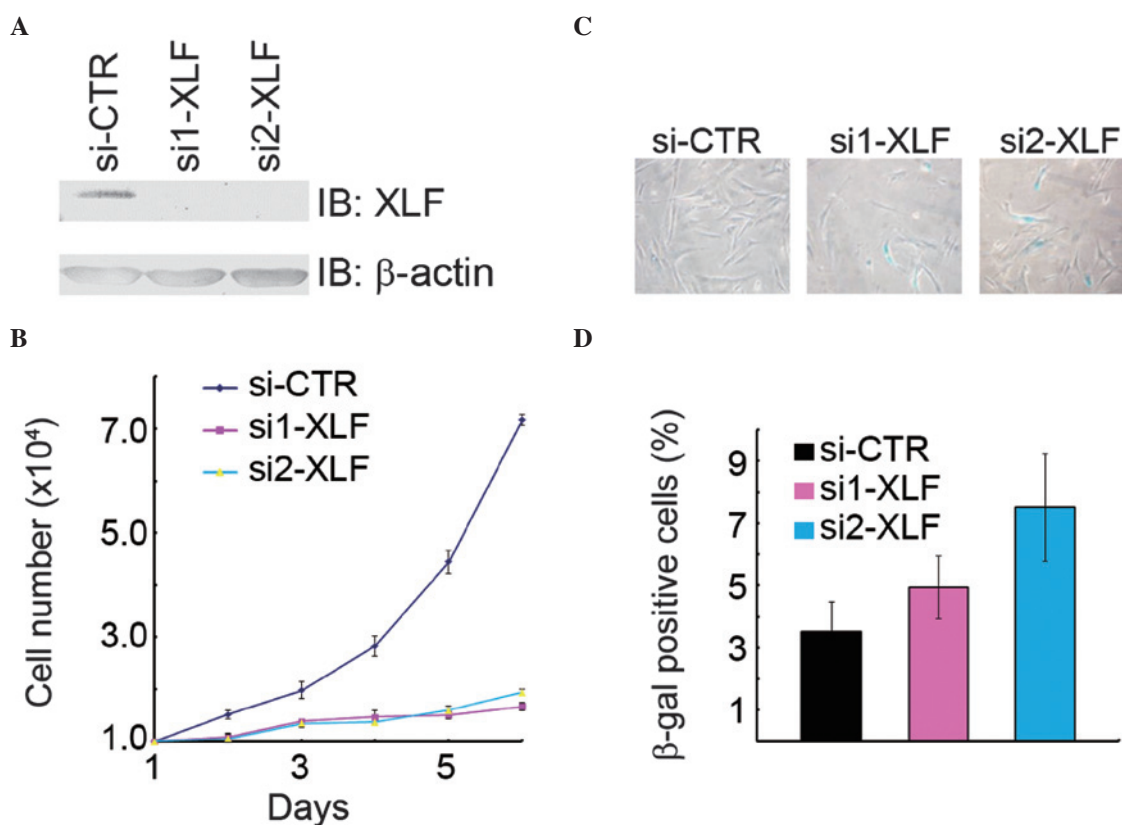 A
si-CTR
si1-XLF
si2-XLF
IB: XLF
IB: β-actin
B
si-CTR
si1-XLF
si2-XLF
Cell number (x10⁴)
7.0
5.0
3.0
1.0
1 3 5
Days
C
si-CTR si1-XLF si2-XLF
D
β-gal positive cells (%)
si-CTR
si1-XLF
si2-XLF
9
7
5
3
1